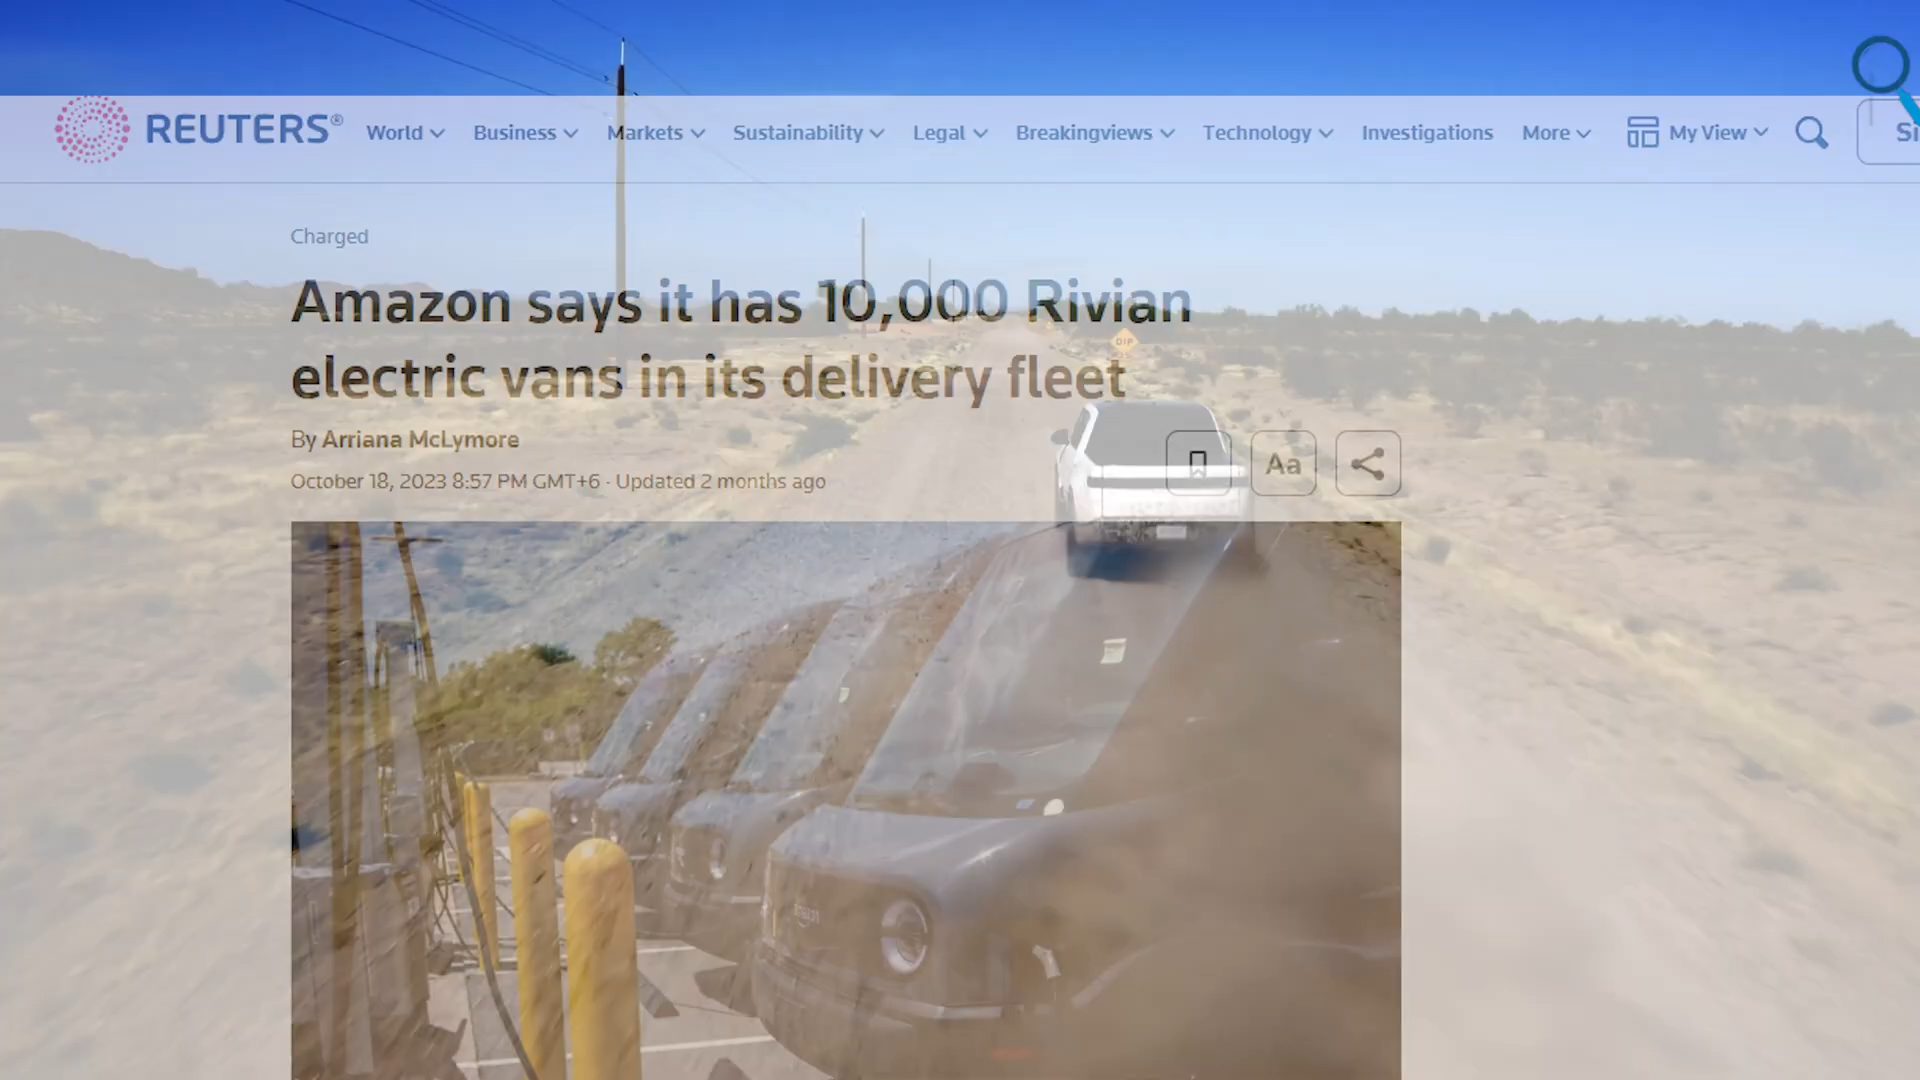 REUTERS®
World
Business
Markets
Sustainability
Legal
Breakingviews
Technology
Investigations
More
My View
Charged
DIP
Amazon says it has 10,000 Rivian
electric vans in its delivery fleet
By Arriana McLymore
October 18, 2023 8:57 PM GMT+6 · Updated 2 months ago
Aa